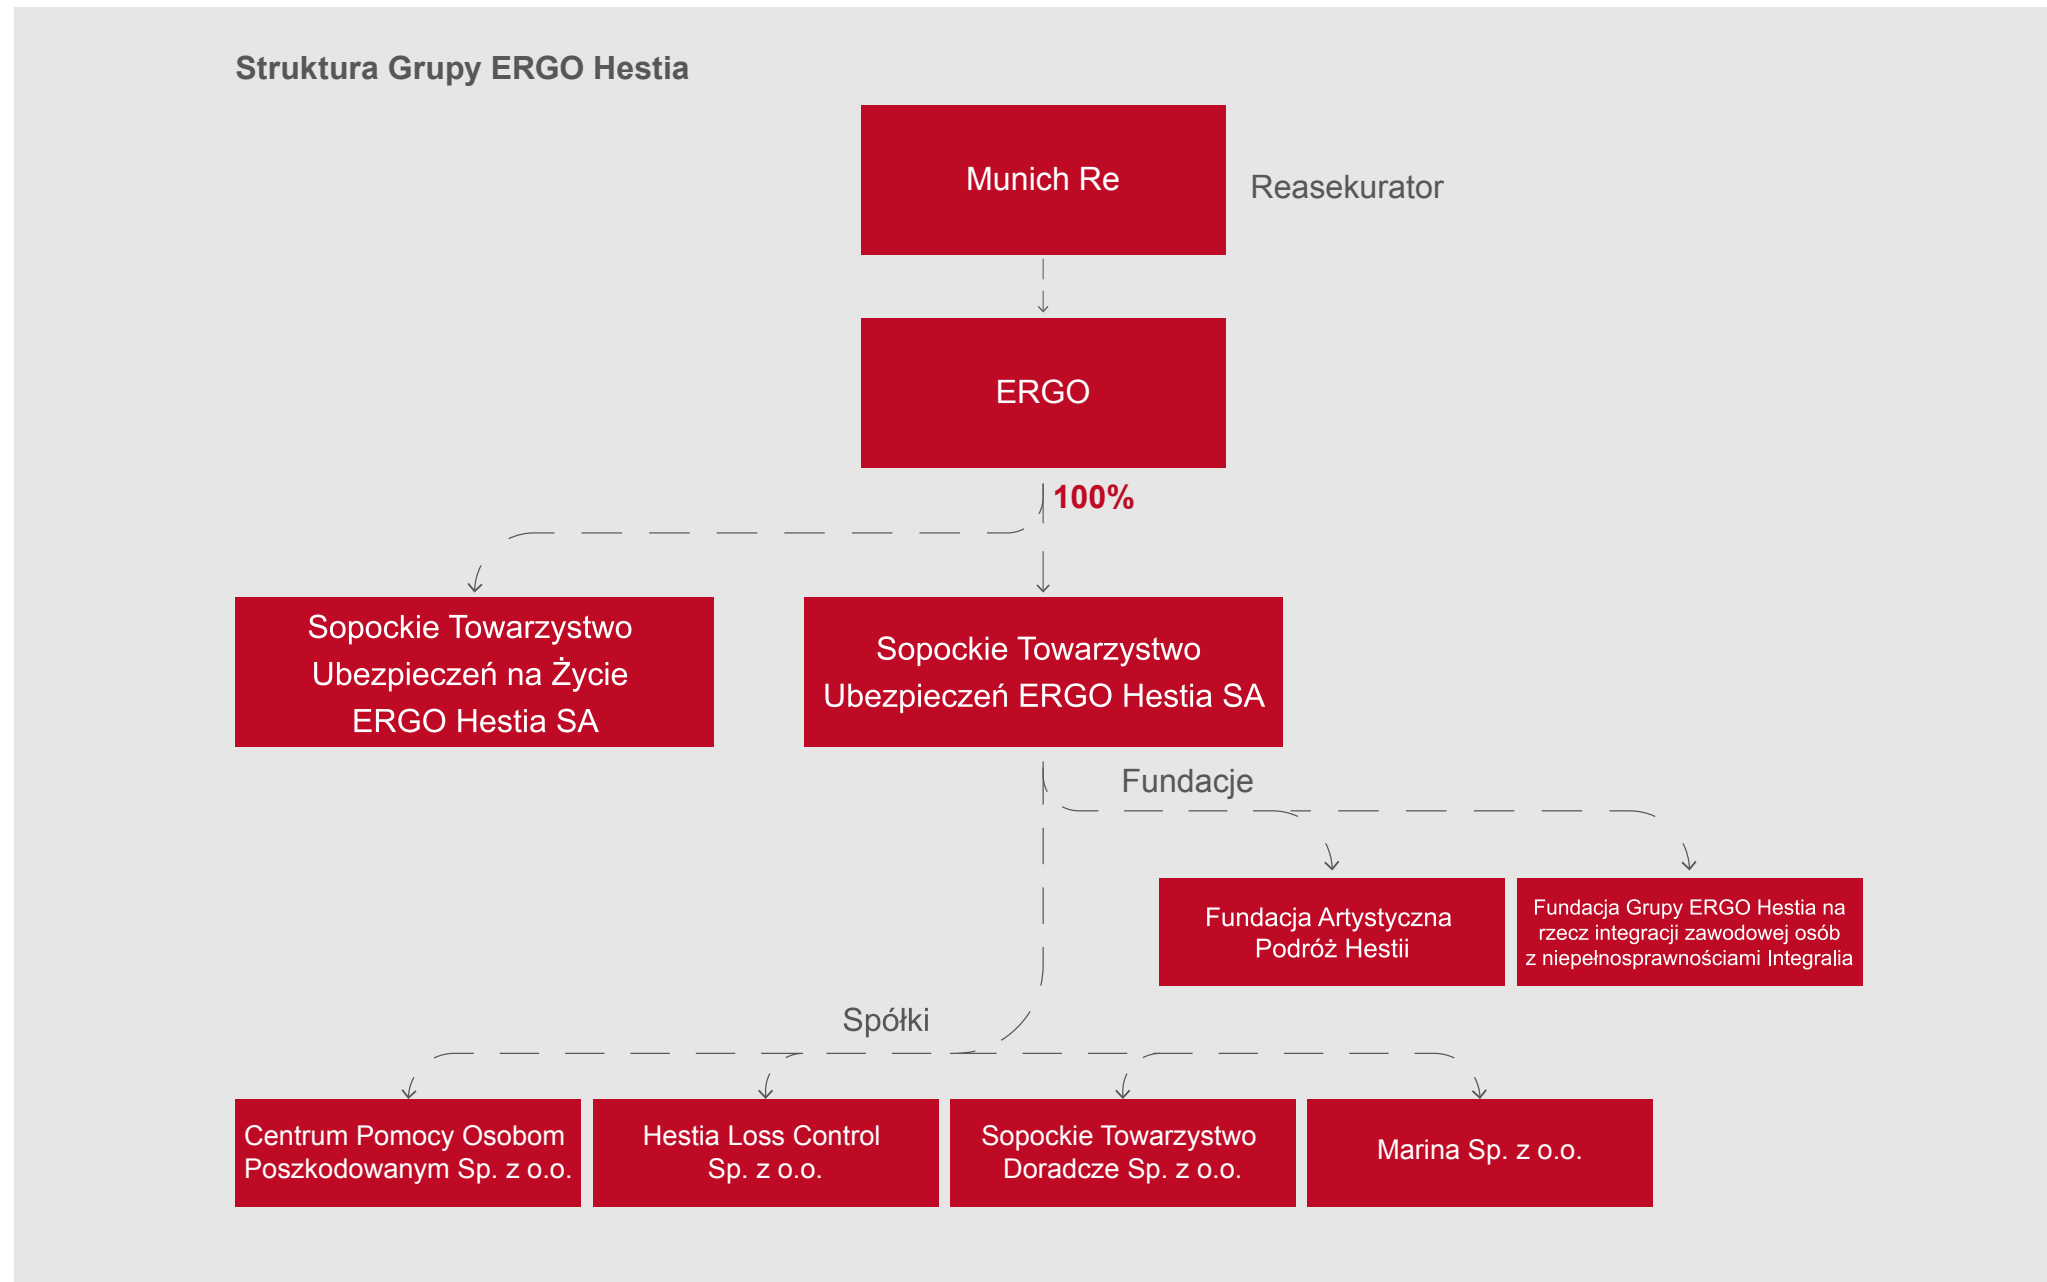 Struktura Grupy ERGO Hestia
Munich Re
Reasekurator
ERGO
100%
Sopockie Towarzystwo
Ubezpieczeń na Życie
ERGO Hestia SA
Sopockie Towarzystwo
Ubezpieczeń ERGO Hestia SA
Fundacje
Fundacja Artystyczna
Podróż Hestii
Fundacja Grupy ERGO Hestia na
rzecz integracji zawodowej osób
z niepełnosprawnościami Integralia
Spółki
Centrum Pomocy Osobom
Poszkodowanym Sp. z o.o.
Hestia Loss Control
Sp. z o.o.
Sopockie Towarzystwo
Doradcze Sp. z o.o.
Marina Sp. z o.o.